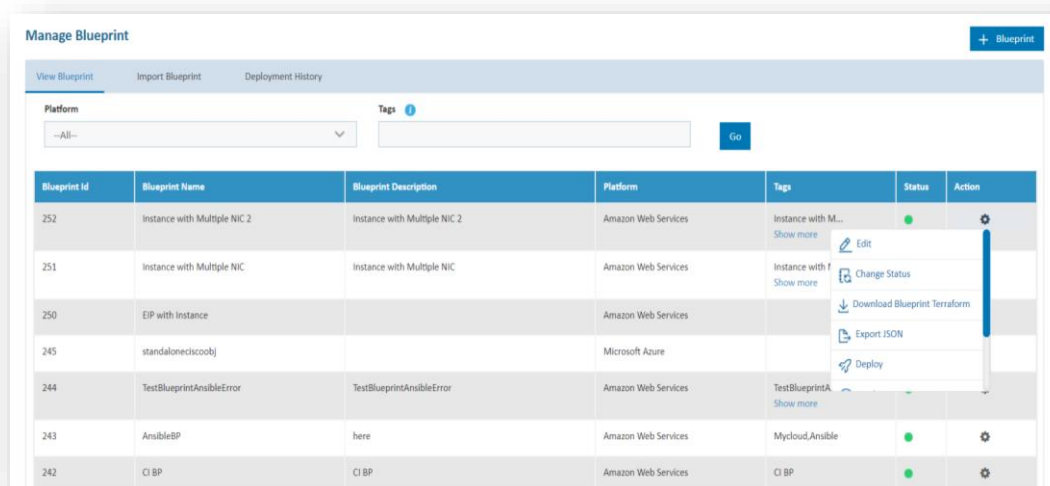 Manage Blueprint
+ Blueprint
View Blueprint Import Blueprint Deployment History
Platform Tags i
--All--
Go
Blueprint Id Blueprint Name Blueprint Description Platform Tags Status Action
252 Instance with Multiple NIC 2 Instance with Multiple NIC 2 Amazon Web Services Instance with M...
Show more
Edit
251 Instance with Multiple NIC Instance with Multiple NIC Amazon Web Services Instance with
Show more
Change Status
Download Blueprint Terraform
250 EIP with Instance Amazon Web Services
Export JSON
245 standaloneciscoobj Microsoft Azure
Deploy
244 TestBlueprintAnsibleError TestBlueprintAnsibleError Amazon Web Services TestBlueprintA
Show more
243 AnsibleBP here Amazon Web Services Mycloud,Ansible
242 CI BP CI BP Amazon Web Services CI BP